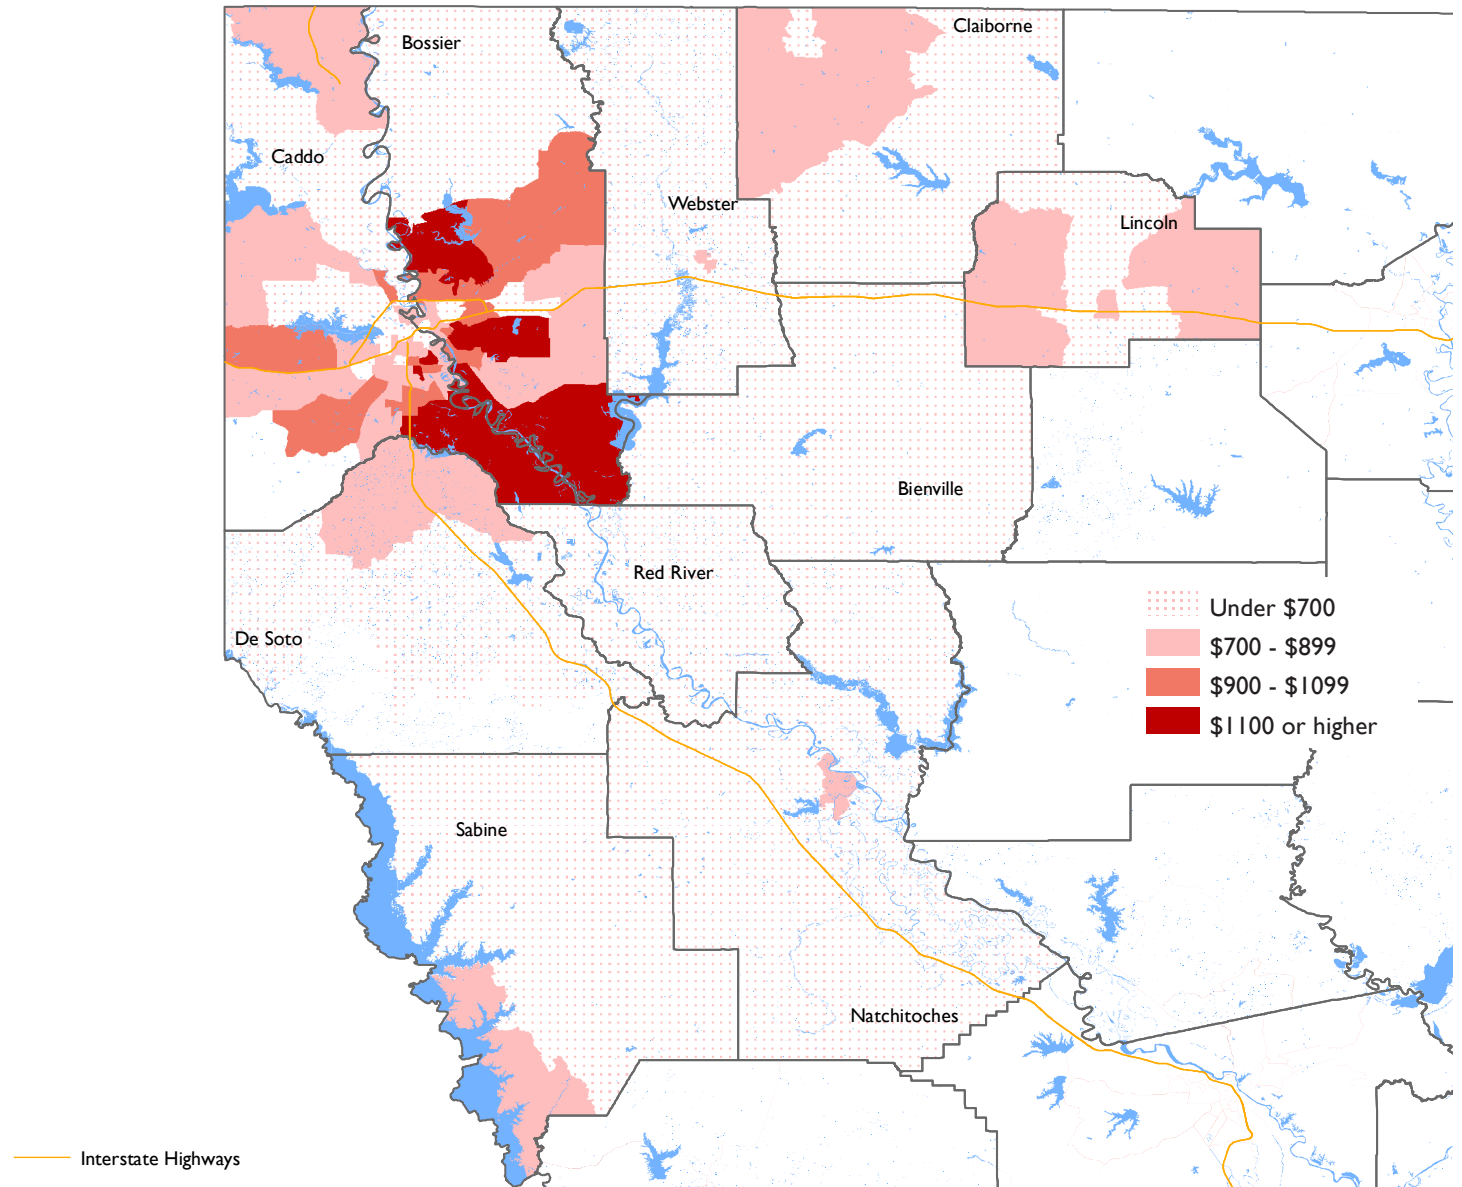 Bossier
Claiborne
Caddo
Webster
Lincoln
Bienville
Red River
De Soto
Under $700
$700 - $899
$900 - $1099
$1100 or higher
Sabine
Natchitoches
Interstate Highways